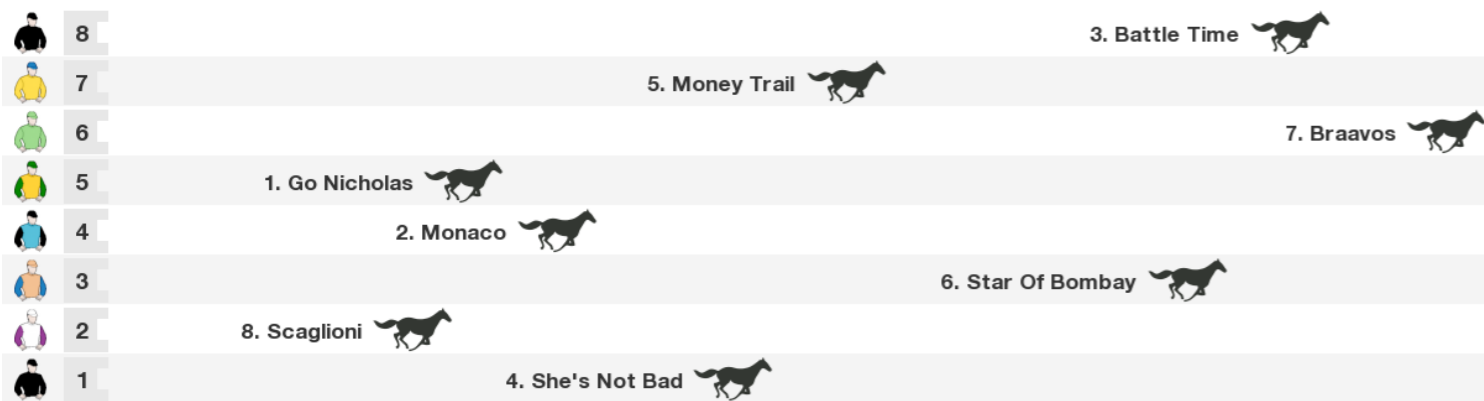 8 3. Battle Time
7 5. Money Trail
6 7. Braavos
5 1. Go Nicholas
4 2. Monaco
3 6. Star Of Bombay
2 8. Scaglioni
1 4. She's Not Bad